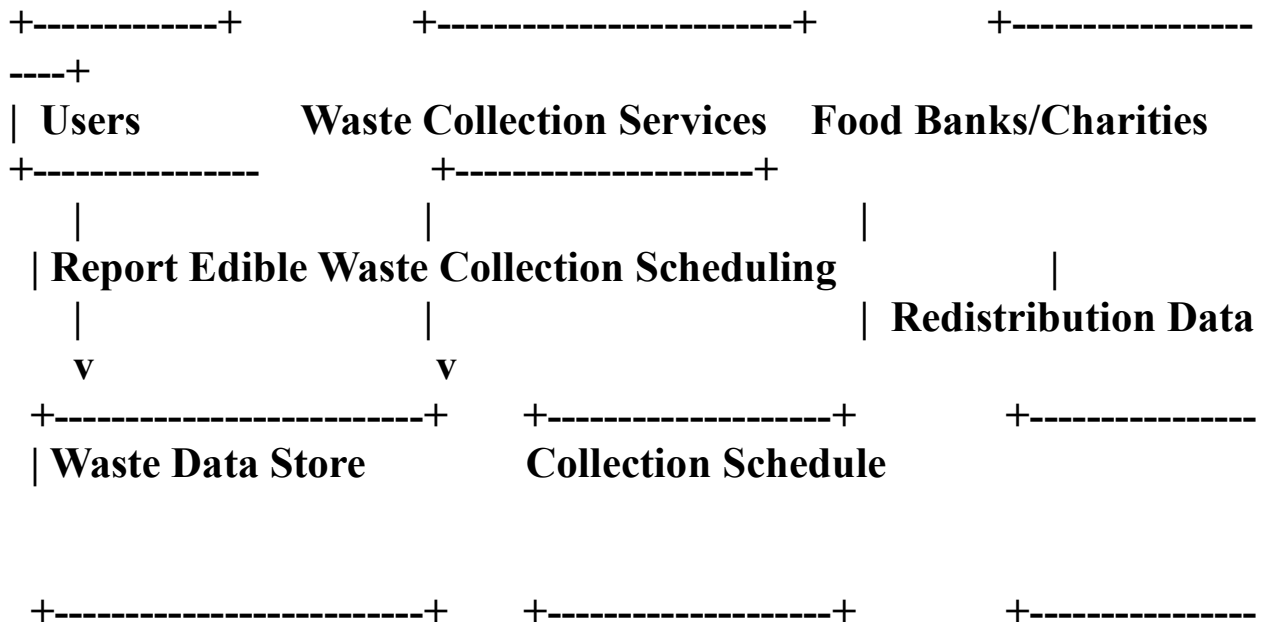 +-------------+ +-------------------------+ +-----------------
----+
| Users Waste Collection Services Food Banks/Charities
+---------------- +---------------------+
| | |
| Report Edible Waste Collection Scheduling |
| | | Redistribution Data
v v
+--------------------------+ +--------------------+ +----------------
| Waste Data Store Collection Schedule
+--------------------------+ +--------------------+ +----------------